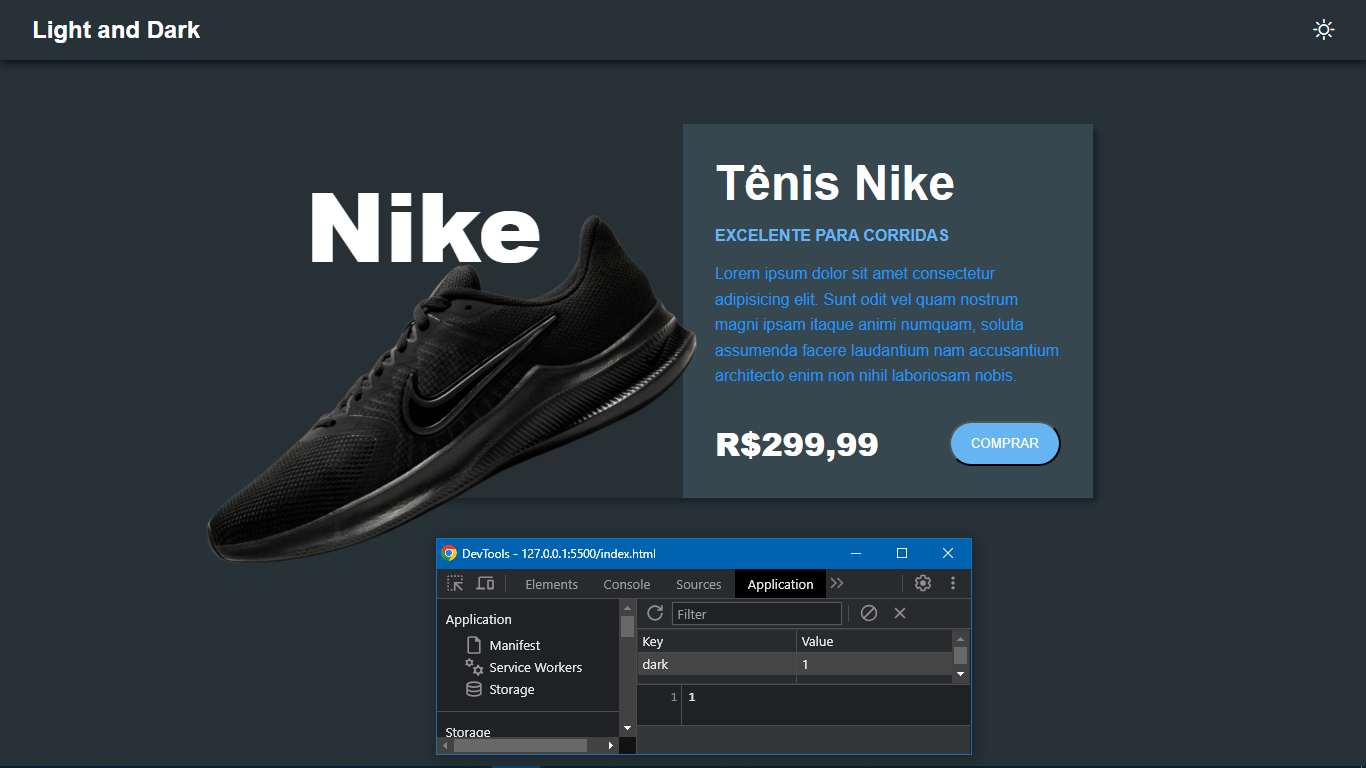 Light and Dark
Nike
Tênis Nike
EXCELENTE PARA CORRIDAS
Lorem ipsum dolor sit amet consectetur
adipisicing elit. Sunt odit vel quam nostrum
magni ipsam itaque animi numquam, soluta
assumenda facere laudantium nam accusantium
architecto enim non nihil laboriosam nobis.
R$299,99
COMPRAR
DevTools - 127.0.0.1:5500/index.html
Elements Console Sources Application
Application
Manifest
Service Workers
Storage
Storage
Filter
Key Value
dark 1
1 1